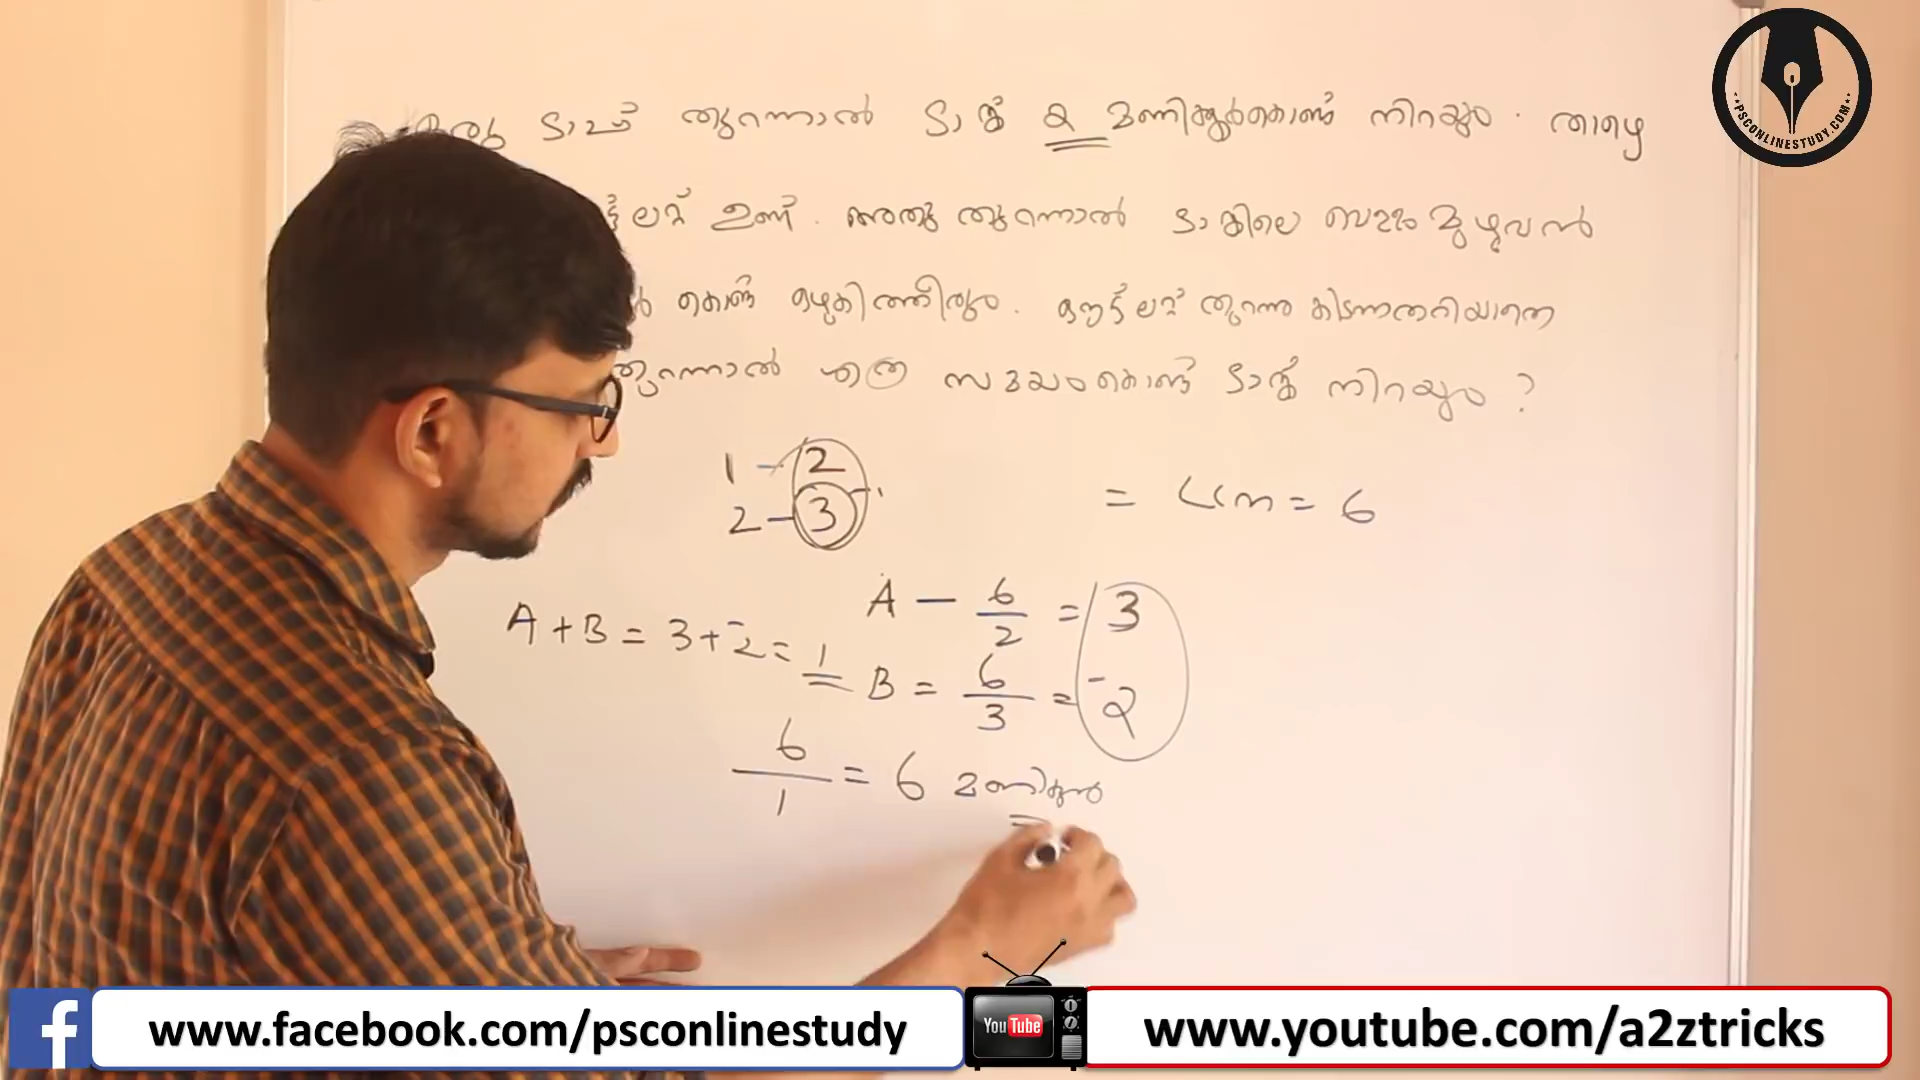 ഒരു ടാപ്പ് തുറന്നാൽ ടാങ്ക് 2 മണിക്കൂർകൊണ്ട് നിറയും . താഴെ
ലറ്റ് ഉണ്ട് . അതു തുറന്നാൽ ടാങ്കിലെ വെള്ളം മുഴുവൻ
കൊണ്ട് ഒഴുകിത്തീരും . ഔട്ട് ലറ്റ് തുറന്നു കിടന്നതറിയാതെ
തുറന്നാൽ എത്ര സമയംകൊണ്ട് ടാങ്ക് നിറയും ?
1 - 2
2 - 3
= LCM = 6
A - 6/2 = 3
A + B = 3 + -2 = 1
B = 6/3 = -2
6/1 = 6 മണിക്കൂർ
PSCONLINESTUDY.COM
www.facebook.com/psconlinestudy
You Tube
www.youtube.com/a2ztricks